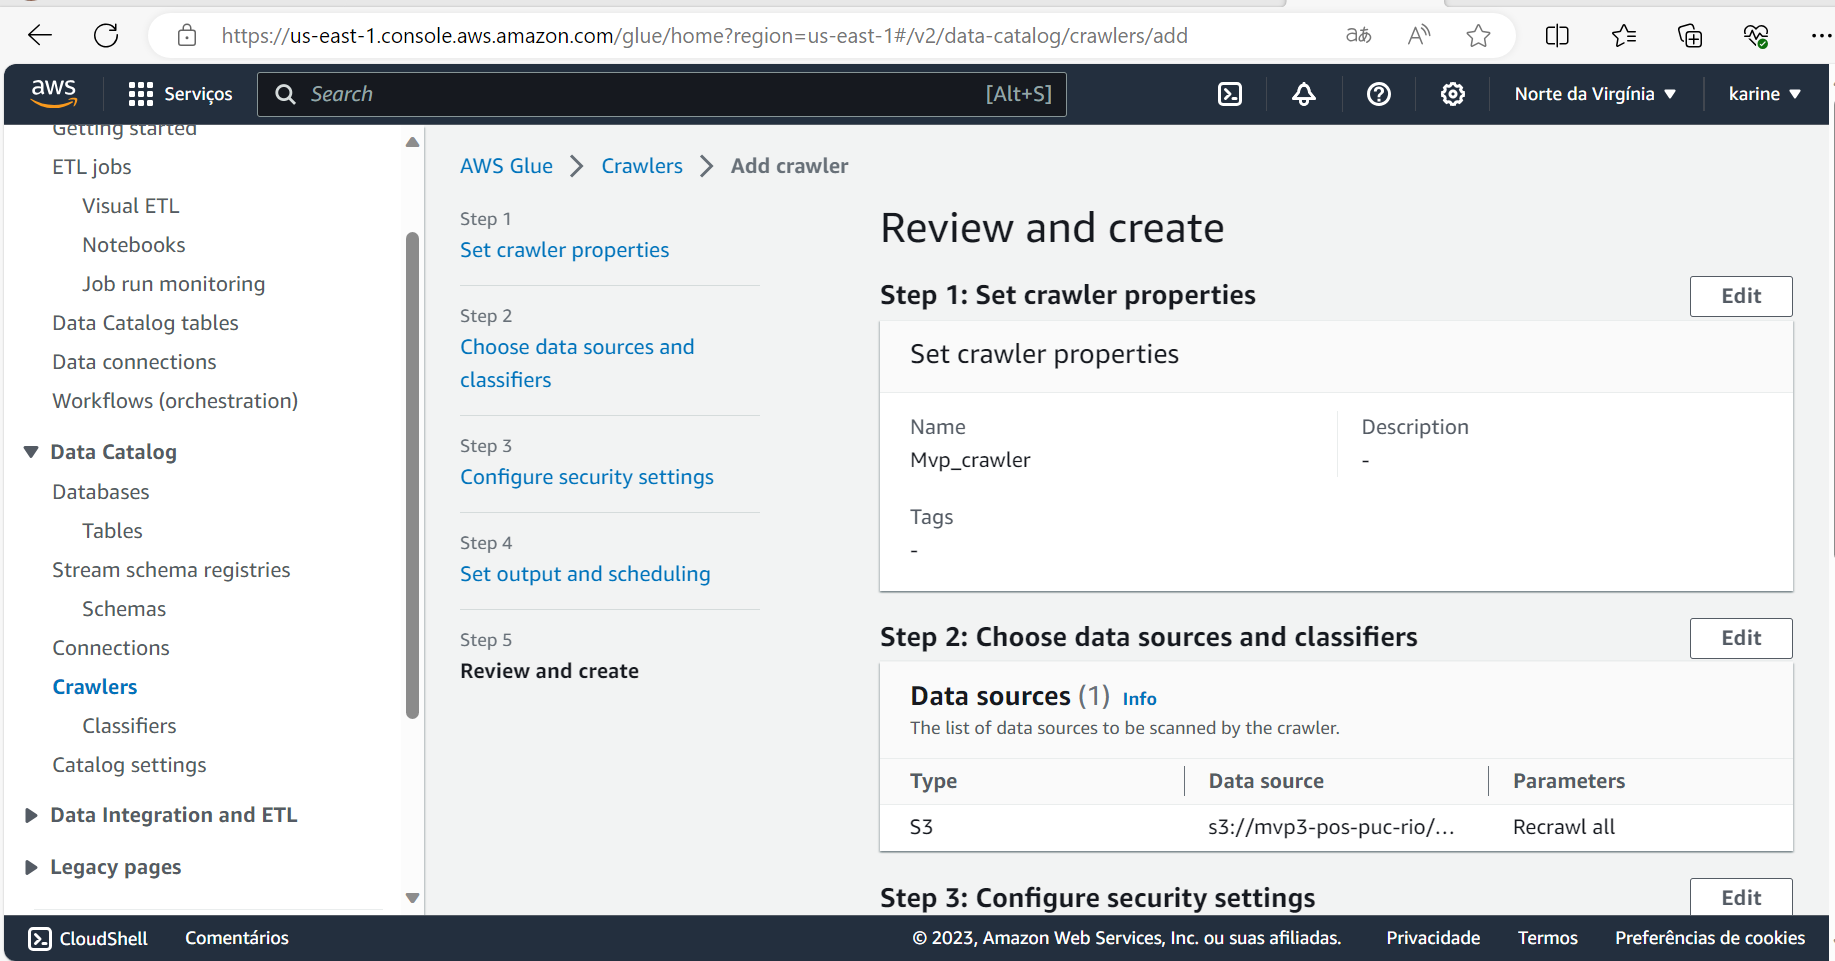 https://us-east-1.console.aws.amazon.com/glue/home?region=us-east-1#/v2/data-catalog/crawlers/add
aws
Serviços
Search
[Alt+S]
Norte da Virgínia
karine
Getting started
ETL jobs
Visual ETL
Notebooks
Job run monitoring
Data Catalog tables
Data connections
Workflows (orchestration)
Data Catalog
Databases
Tables
Stream schema registries
Schemas
Connections
Crawlers
Classifiers
Catalog settings
Data Integration and ETL
Legacy pages
AWS Glue
Crawlers
Add crawler
Step 1
Set crawler properties
Step 2
Choose data sources and
classifiers
Step 3
Configure security settings
Step 4
Set output and scheduling
Step 5
Review and create
Review and create
Step 1: Set crawler properties
Edit
Set crawler properties
Name
Mvp_crawler
Description
-
Tags
-
Step 2: Choose data sources and classifiers
Edit
Data sources (1) Info
The list of data sources to be scanned by the crawler.
Type
Data source
Parameters
S3
s3://mvp3-pos-puc-rio/...
Recrawl all
Step 3: Configure security settings
Edit
CloudShell
Comentários
© 2023, Amazon Web Services, Inc. ou suas afiliadas.
Privacidade
Termos
Preferências de cookies